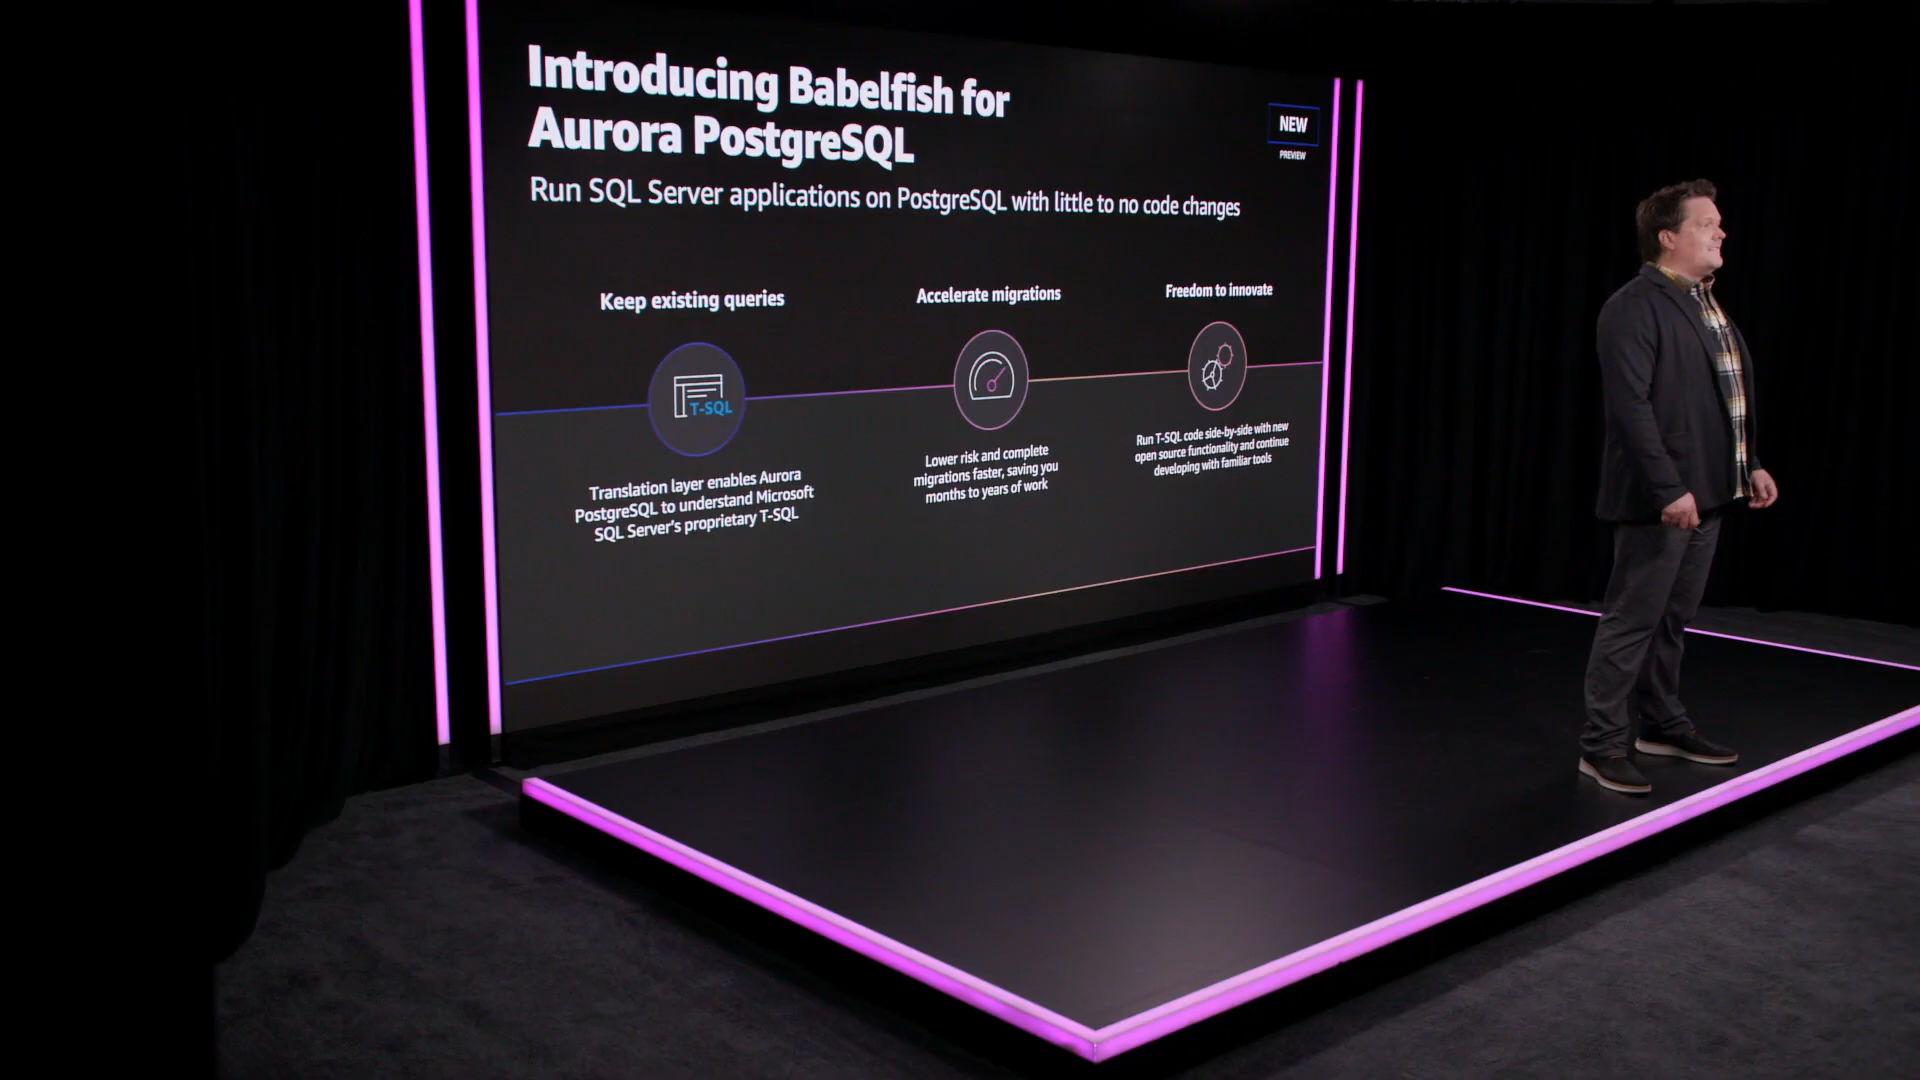 Introducing Babelfish for
Aurora PostgreSQL
NEW
PREVIEW
Run SQL Server applications on PostgreSQL with little to no code changes
Keep existing queries
T-SQL
Translation layer enables Aurora
PostgreSQL to understand Microsoft
SQL Server's proprietary T-SQL
Accelerate migrations
Lower risk and complete
migrations faster, saving you
months to years of work
Freedom to innovate
Run T-SQL code side-by-side with new
open source functionality and continue
developing with familiar tools